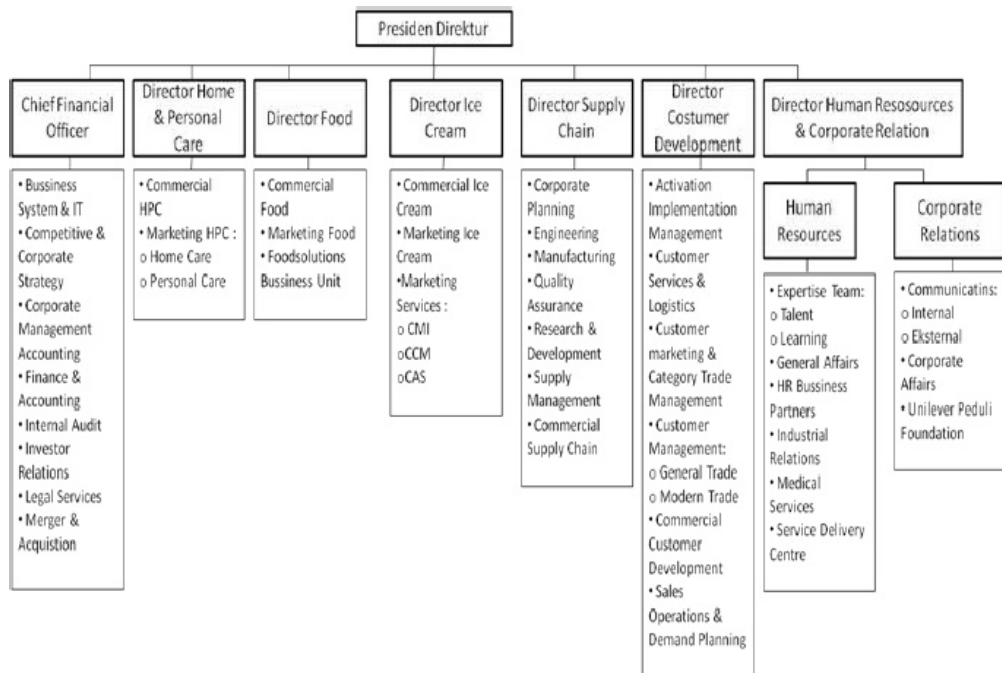 Presiden Direktur
Chief Financial
Officer
• Bussiness
System & IT
• Competitive &
Corporate
Strategy
• Corporate
Management
Accounting
• Finance &
Accounting
• Internal Audit
• Investor
Relations
• Legal Services
• Merger &
Acquistion
Director Home
& Personal
Care
• Commercial
HPC
• Marketing HPC :
o Home Care
o Personal Care
Director Food
• Commercial
Food
• Marketing Food
• Foodsolutions
Bussiness Unit
Director Ice
Cream
• Commercial Ice
Cream
• Marketing Ice
Cream
•Marketing
Services :
o CMI
oCCM
oCAS
Director Supply
Chain
• Corporate
Planning
• Engineering
• Manufacturing
• Quality
Assurance
• Research &
Development
• Supply
Management
• Commercial
Supply Chain
Director
Costumer
Development
• Activation
Implementation
Management
• Customer
Services &
Logistics
• Customer
marketing &
Category Trade
Management
• Customer
Management:
o General Trade
o Modern Trade
• Commercial
Customer
Development
• Sales
Operations &
Demand Planning
Director Human Resosources
& Corporate Relation
Human
Resources
• Expertise Team:
o Talent
o Learning
• General Affairs
• HR Bussiness
Partners
• Industrial
Relations
• Medical
Services
• Service Delivery
Centre
Corporate
Relations
• Communicatins:
o Internal
o Eksternal
• Corporate
Affairs
• Unilever Peduli
Foundation